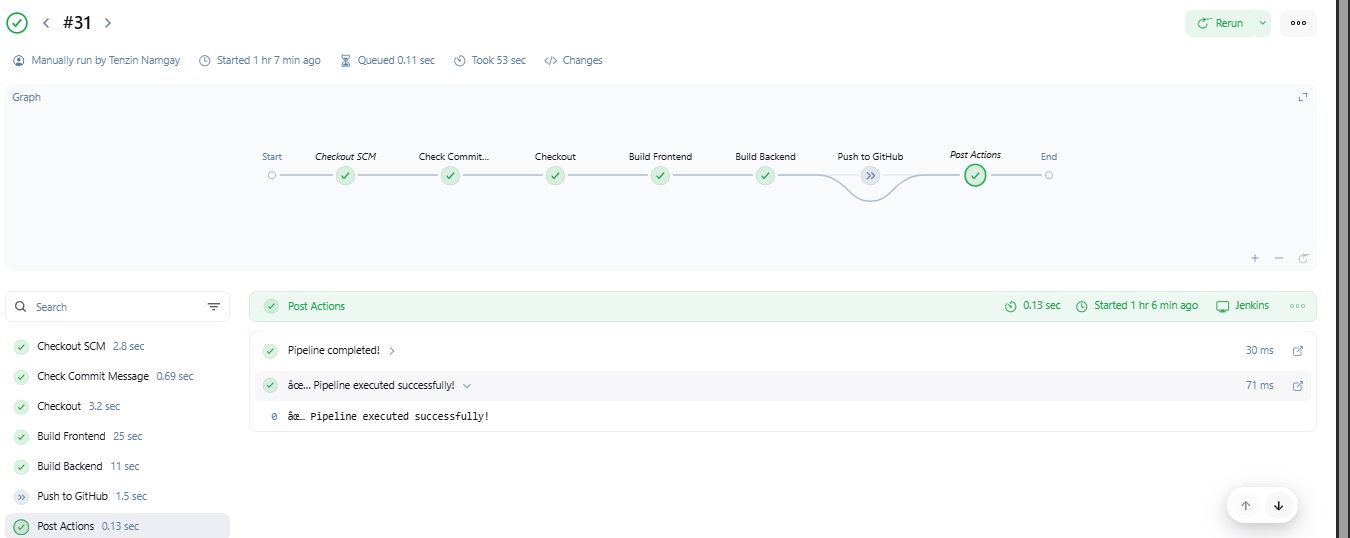 #31
Rerun
Manually run by Tenzin Namgay Started 1 hr 7 min ago Queued 0.11 sec Took 53 sec </> Changes
Graph
Start Checkout SCM Check Commit... Checkout Build Frontend Build Backend Push to GitHub Post Actions End
Search
Post Actions 0.13 sec Started 1 hr 6 min ago Jenkins
Checkout SCM 2.8 sec
Check Commit Message 0.69 sec
Checkout 3.2 sec
Build Frontend 25 sec
Build Backend 11 sec
Push to GitHub 1.5 sec
Post Actions 0.13 sec
Pipeline completed! 30 ms
âœ… Pipeline executed successfully! 71 ms
0 âœ… Pipeline executed successfully!